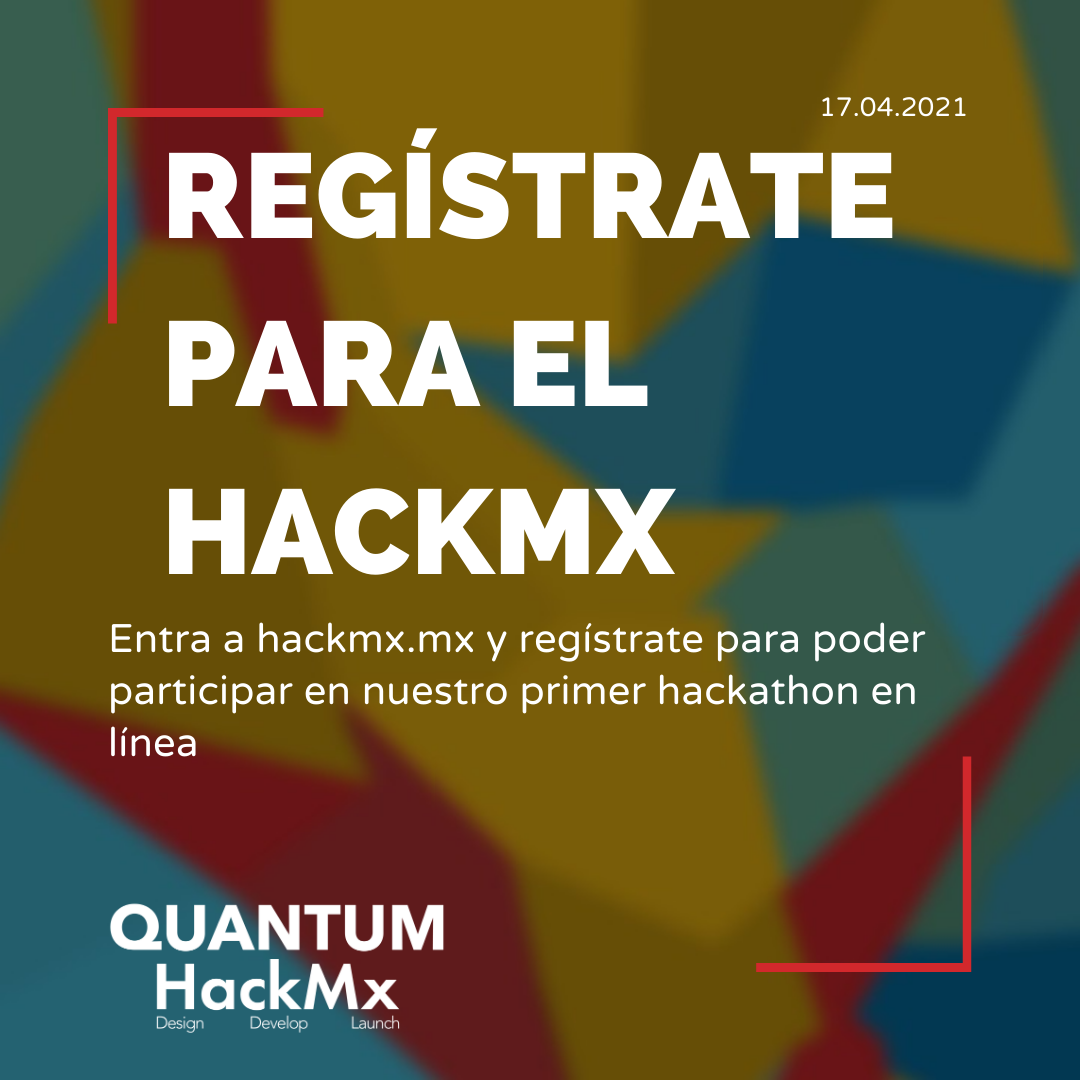 17.04.2021
REGÍSTRATE
PARA EL
HACKMX
Entra a hackmx.mx y regístrate para poder
participar en nuestro primer hackathon en
línea
QUANTUM
HackMx
Design Develop Launch